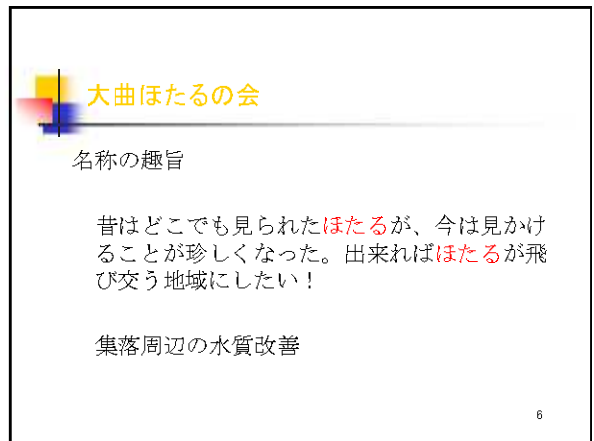 大曲ほたるの会
名称の趣旨
昔はどこでも見られたほたるが、今は見かけ
ることが珍しくなった。出来ればほたるが飛
び交う地域にしたい！
集落周辺の水質改善
6